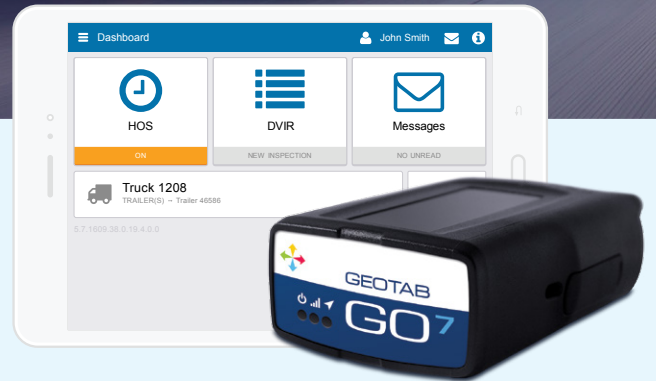 Dashboard
John Smith
HOS
DVIR
Messages
ON
NEW INSPECTION
NO UNREAD
Truck 1208
TRAILER(S) – Trailer 46586
5.7.1609.38.0.19.4.0.0
GEOTAB
GO7